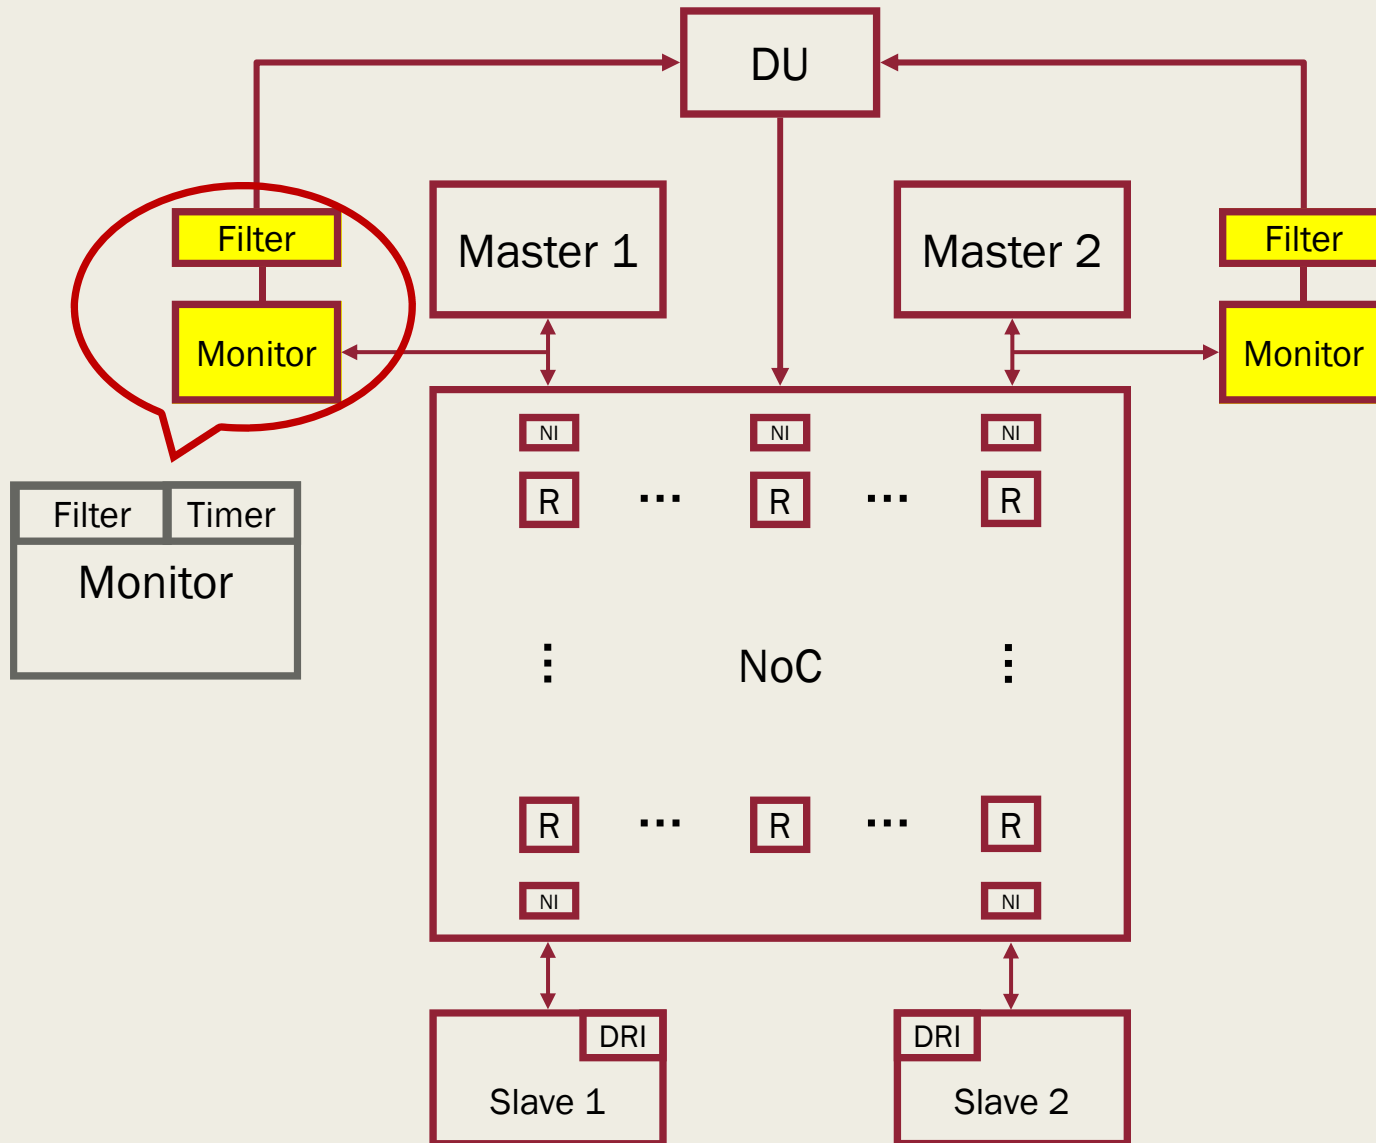 DU
Filter
Master 1
Master 2
Filter
Monitor
Monitor
NI
NI
NI
Filter
Timer
R
...
R
...
R
Monitor
⋮
NoC
⋮
R
...
R
...
R
NI
NI
DRI
DRI
Slave 1
Slave 2